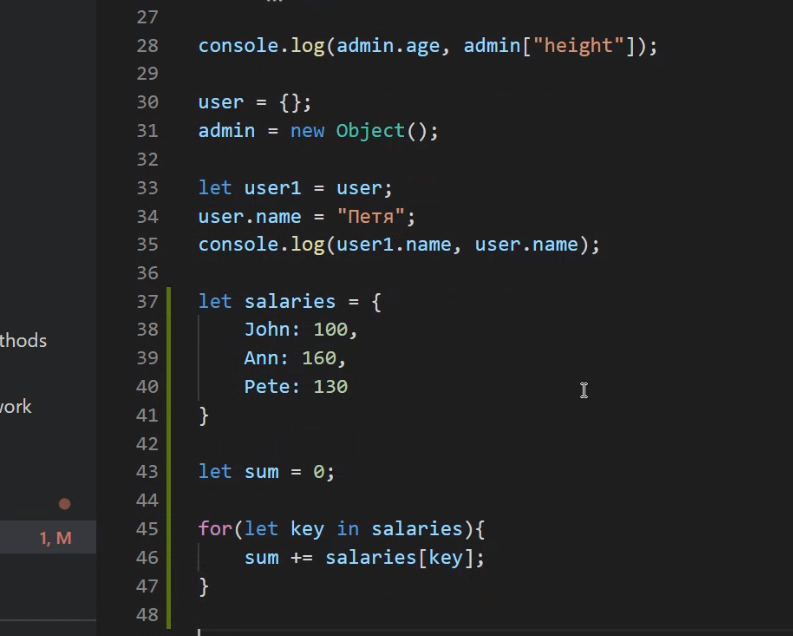 27
28 console.log(admin.age, admin["height"]);
29
30 user = {};
31 admin = new Object();
32
33 let user1 = user;
34 user.name = "Петя";
35 console.log(user1.name, user.name);
36
37 let salaries = {
38 John: 100,
thods
39 Ann: 160,
40 Pete: 130
work
41 }
42
43 let sum = 0;
44
45 for(let key in salaries){
1, M
46 sum += salaries[key];
47 }
48